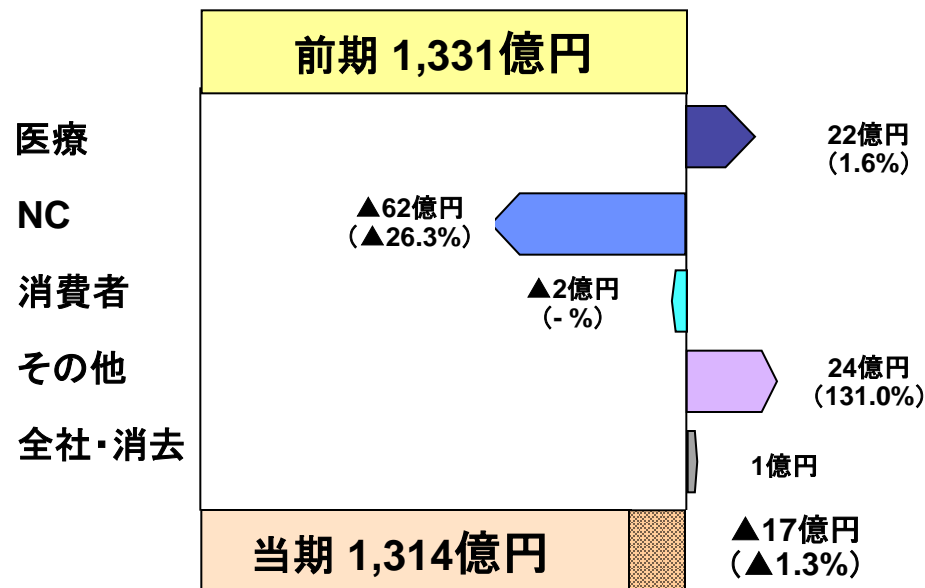 前期 1,331億円
医療
22億円
（1.6%）
NC
▲62億円
（▲26.3%）
消費者
▲2億円
（- %）
その他
24億円
（131.0%）
全社・消去
1億円
当期 1,314億円
▲17億円
（▲1.3%）